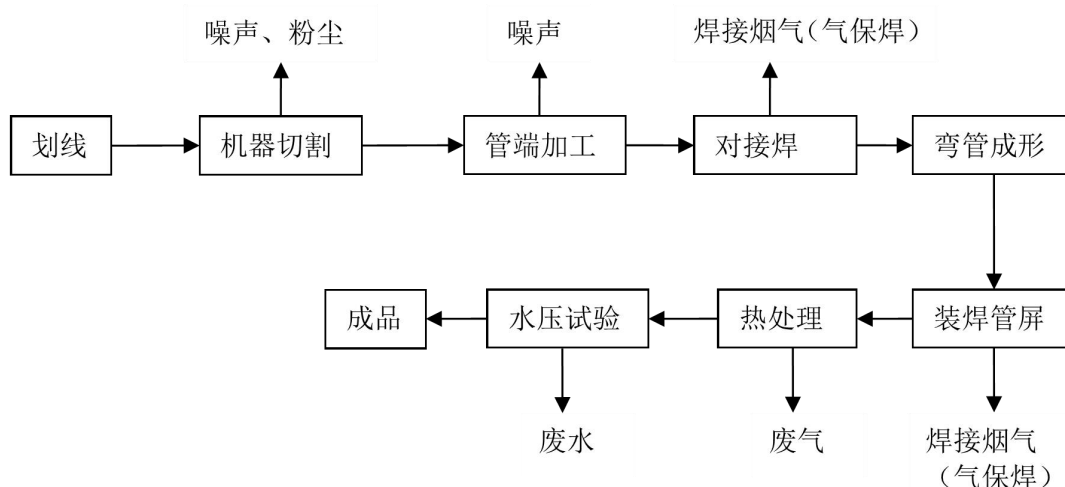 噪声、粉尘
噪声
焊接烟气(气保焊)
划线
机器切割
管端加工
对接焊
弯管成形
成品
水压试验
热处理
装焊管屏
废水
废气
焊接烟气
(气保焊)